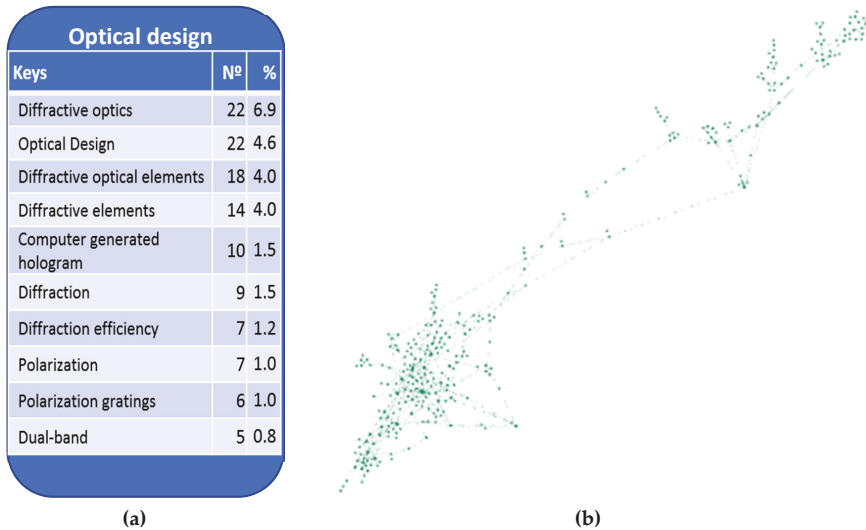 Optical design
Keys Nº %
Diffractive optics 22 6.9
Optical Design 22 4.6
Diffractive optical elements 18 4.0
Diffractive elements 14 4.0
Computer generated
hologram 10 1.5
Diffraction 9 1.5
Diffraction efficiency 7 1.2
Polarization 7 1.0
Polarization gratings 6 1.0
Dual-band 5 0.8
(a) (b)